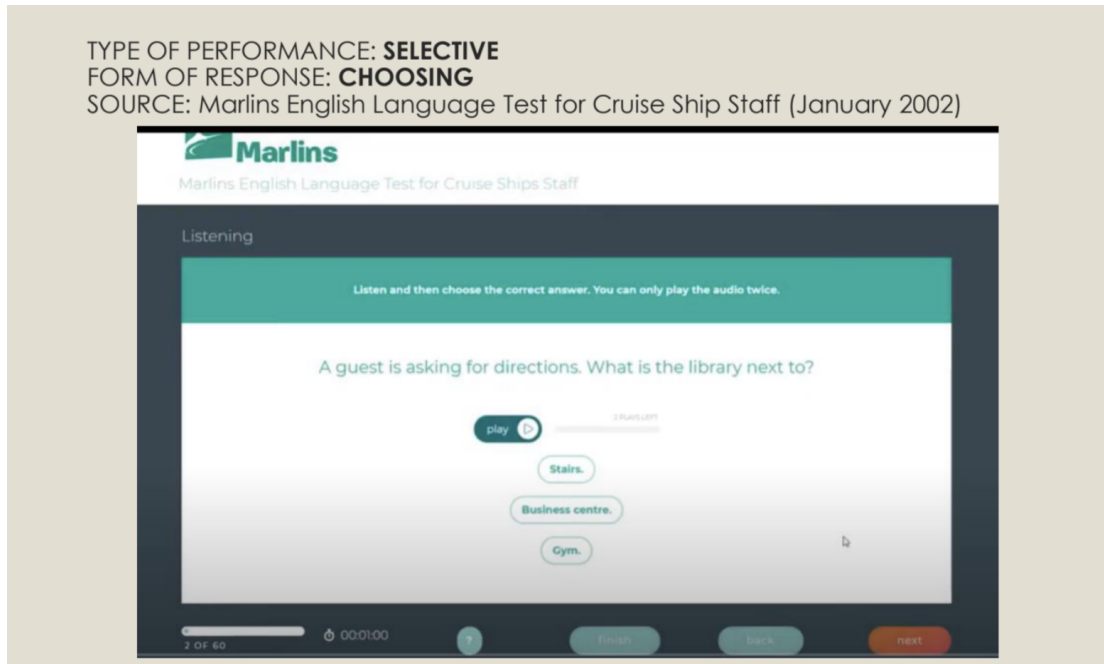 TYPE OF PERFORMANCE: SELECTIVE
FORM OF RESPONSE: CHOOSING
SOURCE: Marlins English Language Test for Cruise Ship Staff (January 2002)
Marlins
Marlins English Language Test for Cruise Ships Staff
Listening
Listen and then choose the correct answer. You can only play the audio twice.
A guest is asking for directions. What is the library next to?
2 PLAYS LEFT
play
Stairs.
Business centre.
Gym.
2 OF 60
00:01:00
?
finish
back
next